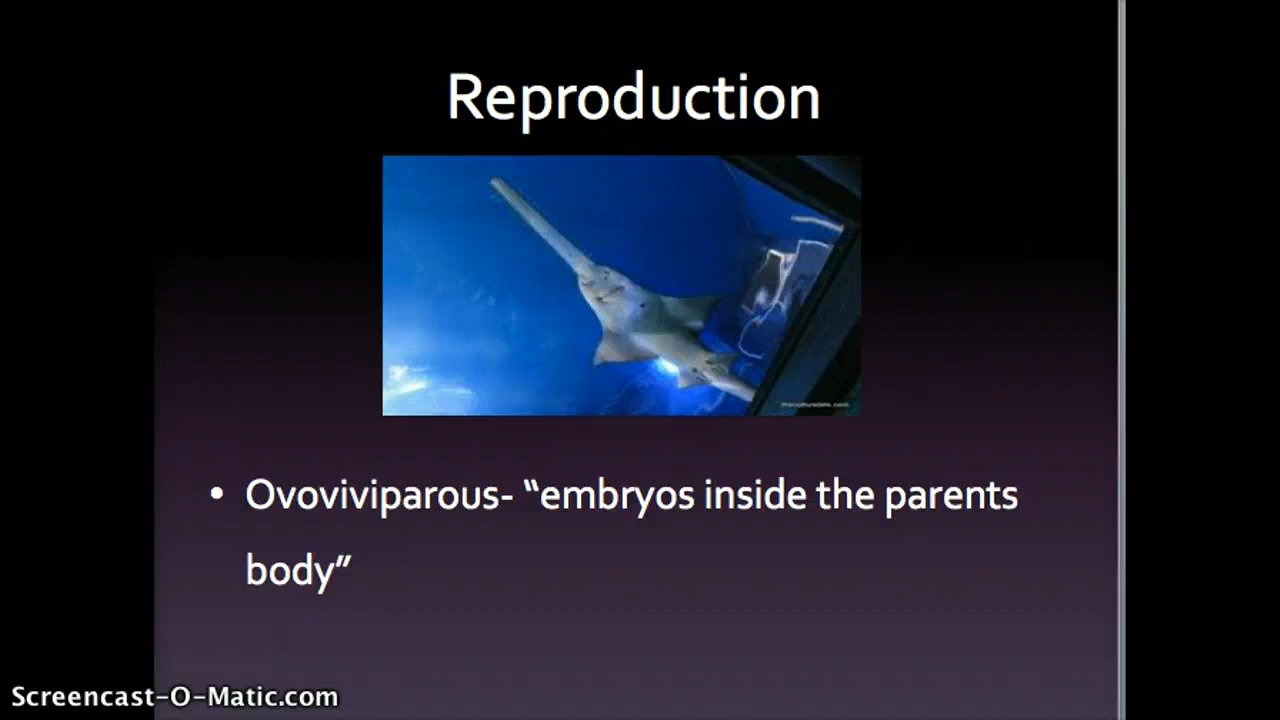 Reproduction
• Ovoviviparous- “embryos inside the parents
body”
Screencast-O-Matic.com